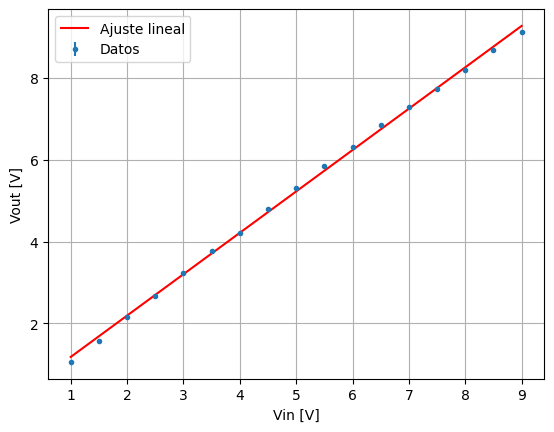 Ajuste lineal
Datos
Vout [V]
8
6
4
2
1 2 3 4 5 6 7 8 9
Vin [V]